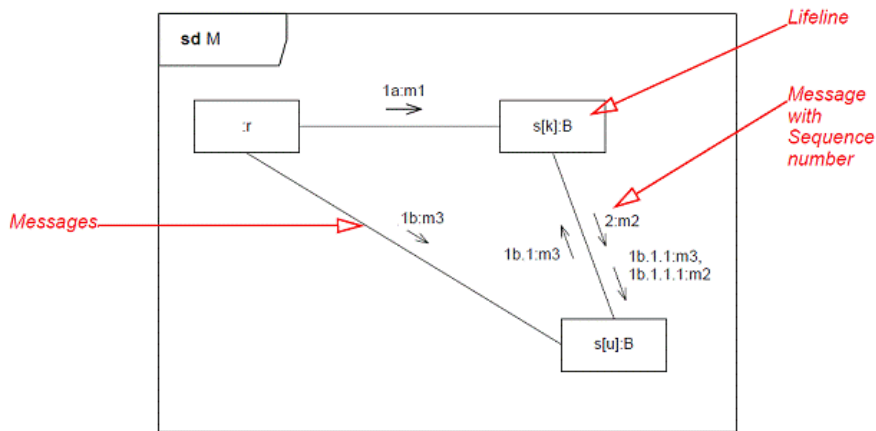 sd M
Lifeline
1a:m1
Message
with
Sequence
number
:r
s[k]:B
Messages
1b:m3
2:m2
1b.1:m3
1b.1.1:m3,
1b.1.1.1:m2
s[u]:B